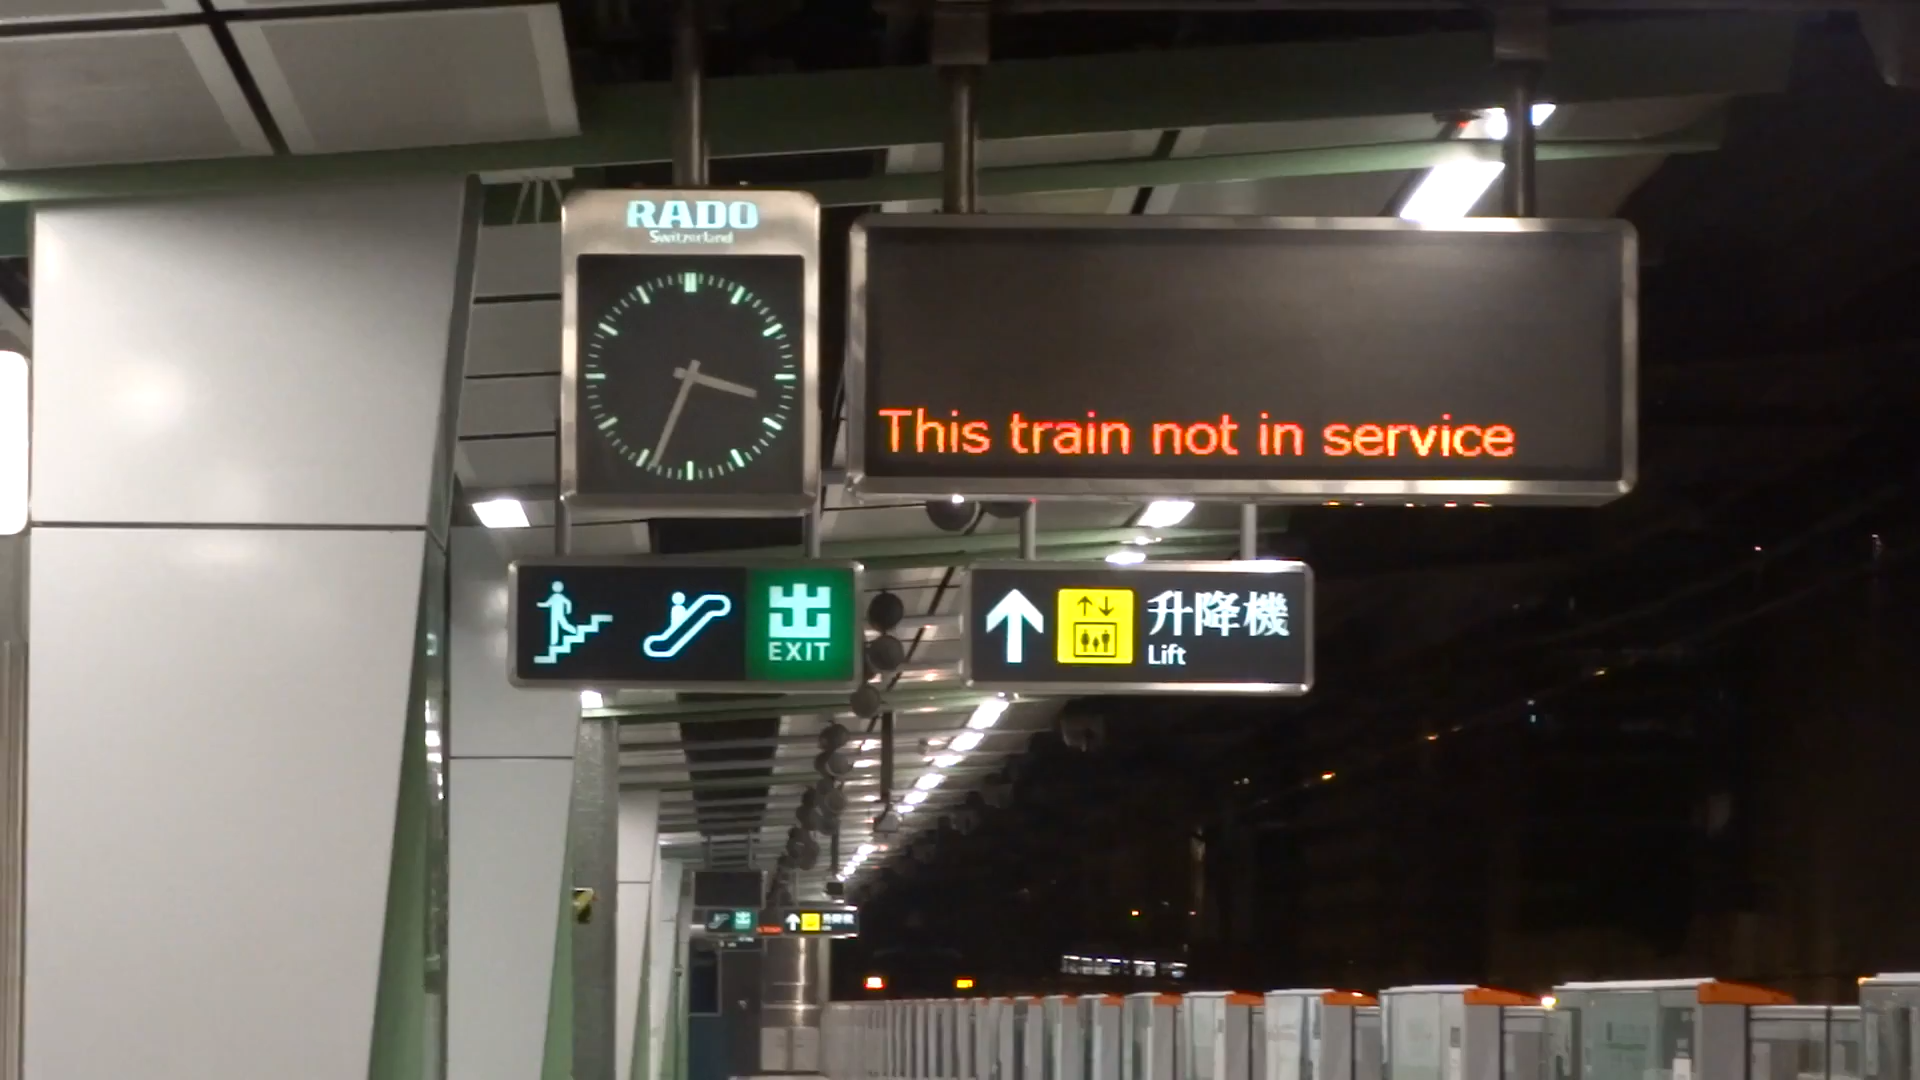 RADO
Switzerland
This train not in service
出
EXIT
升降機
Lift